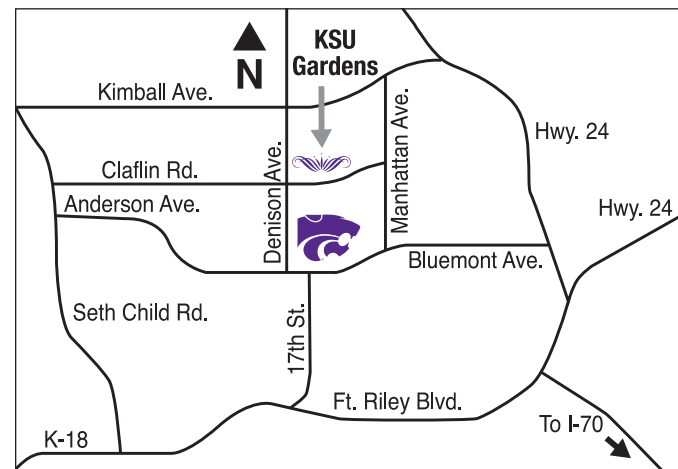 KSU
Gardens
N
Kimball Ave.
Hwy. 24
Claflin Rd.
Manhattan Ave.
Denison Ave.
Anderson Ave.
Hwy. 24
Bluemont Ave.
Seth Child Rd.
17th St.
Ft. Riley Blvd.
To I-70
K-18